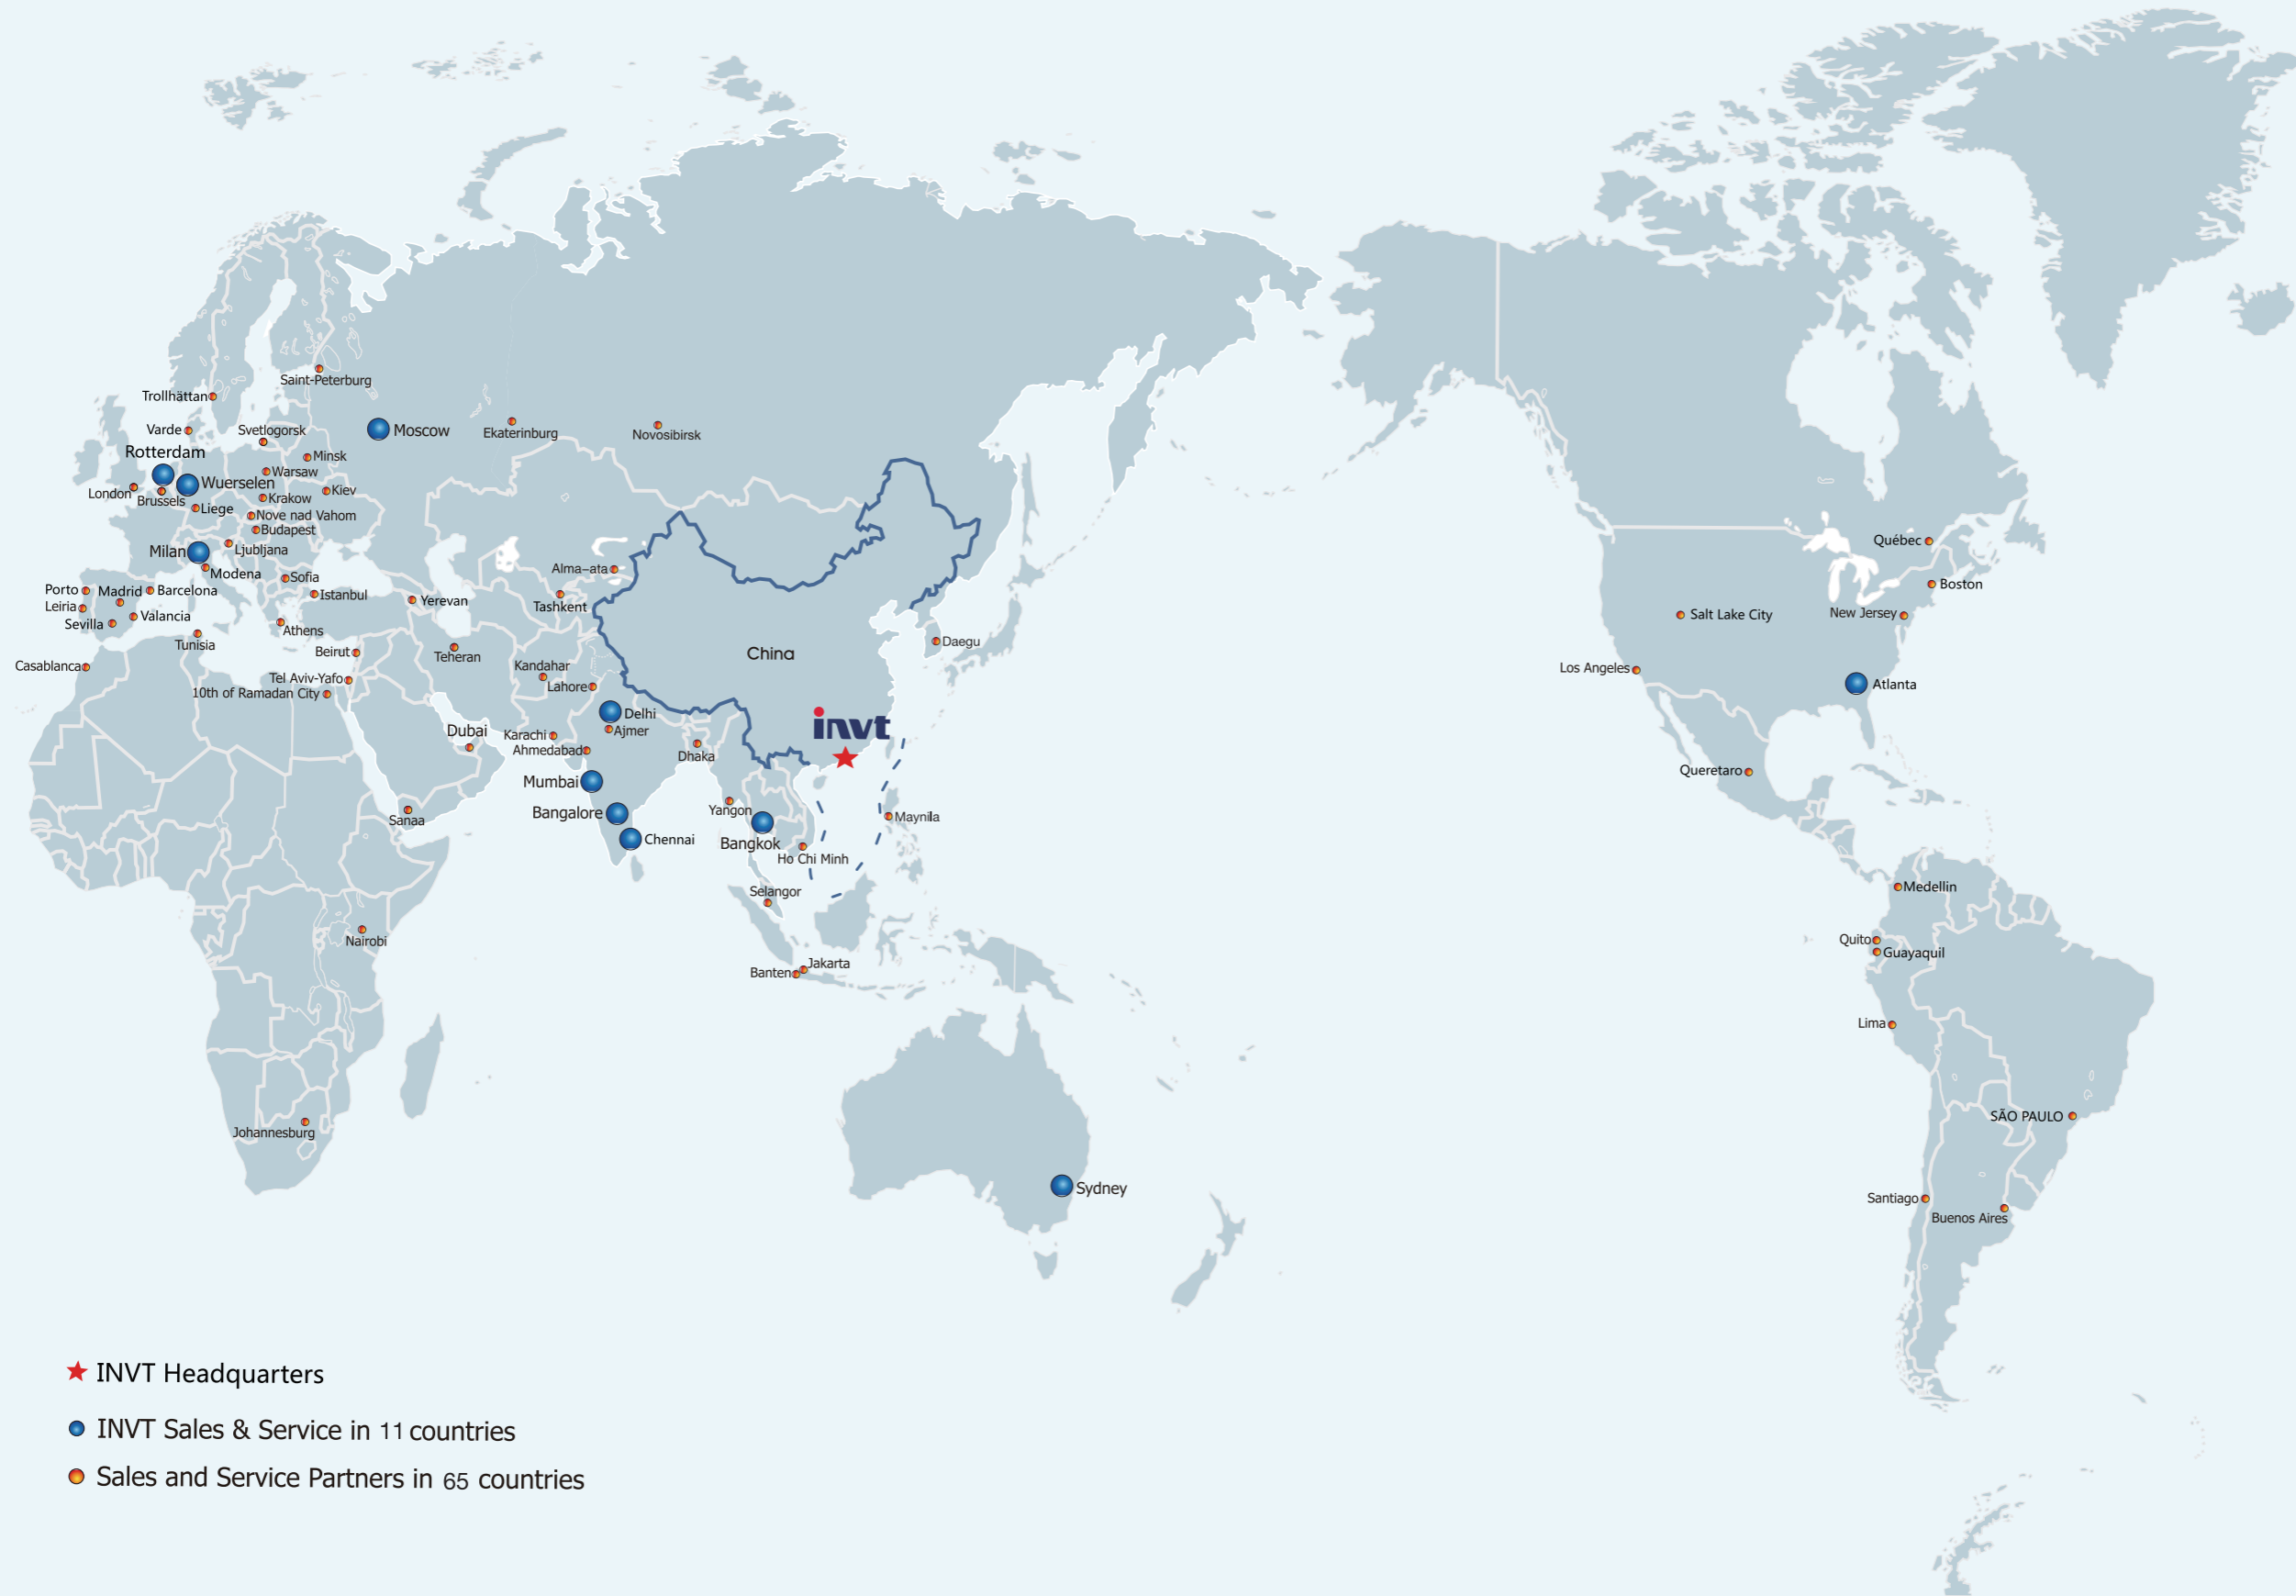 Saint-Peterburg
Trollhättan
Moscow
Ekaterinburg
Novosibirsk
Varde
Svetlogorsk
Rotterdam
Minsk
Warsaw
Wuerselen
London
Brussels
Krakow
Kiev
Liege
Nove nad Vahom
Budapest
Milan
Ljubljana
Modena
Sofia
Porto
Madrid
Barcelona
Istanbul
Leiria
Sevilla
Valancia
Athens
Tunisia
Yerevan
Alma-ata
Tashkent
Casablanca
Beirut
Teheran
Tel Aviv-Yafo
10th of Ramadan City
Kandahar
Lahore
China
Daegu
Delhi
Ajmer
invt
Dubai
Karachi
Ahmedabad
Dhaka
Mumbai
Sanaa
Bangalore
Chennai
Yangon
Bangkok
Maynila
Ho Chi Minh
Selangor
Nairobi
Banten
Jakarta
Johannesburg
Sydney
Québec
Boston
New Jersey
Salt Lake City
Los Angeles
Atlanta
Queretaro
Medellin
Quito
Guayaquil
Lima
SÃO PAULO
Santiago
Buenos Aires
INVT Headquarters
INVT Sales & Service in 11 countries
Sales and Service Partners in 65 countries